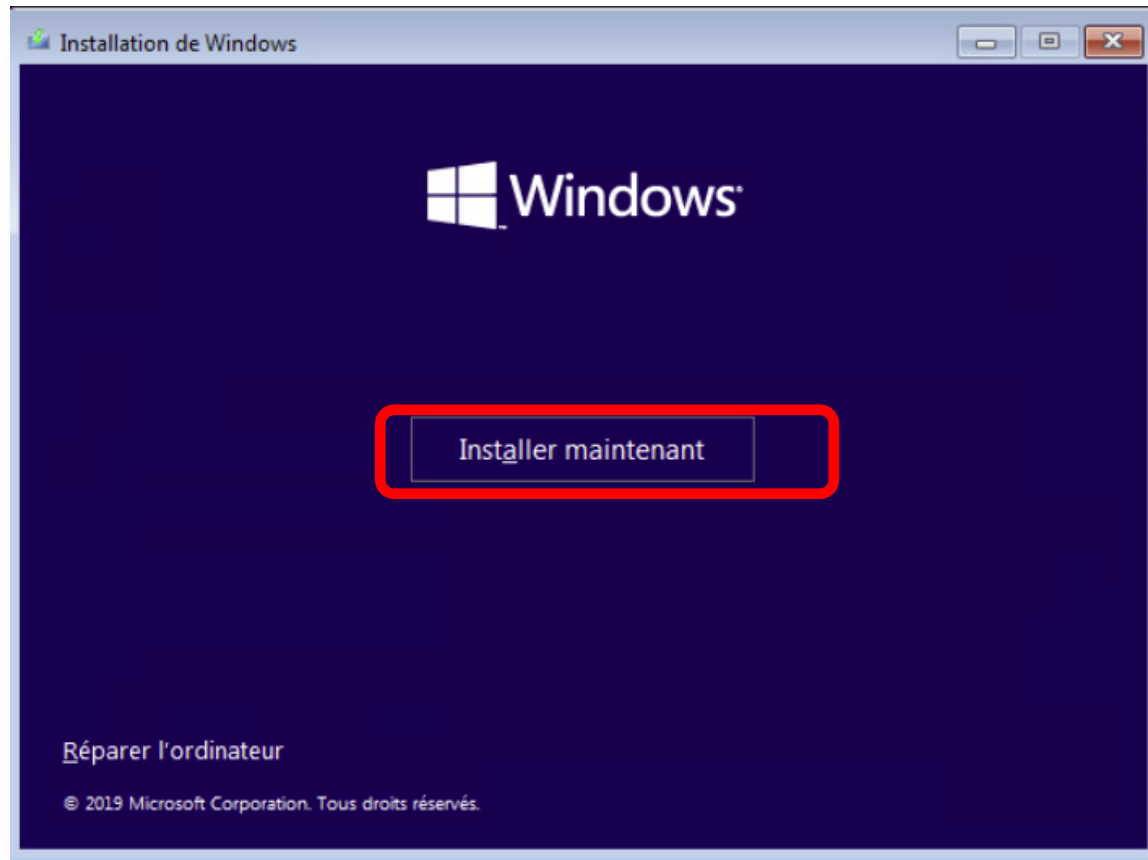 Installation de Windows
Windows
Installer maintenant
Réparer l'ordinateur
© 2019 Microsoft Corporation. Tous droits réservés.